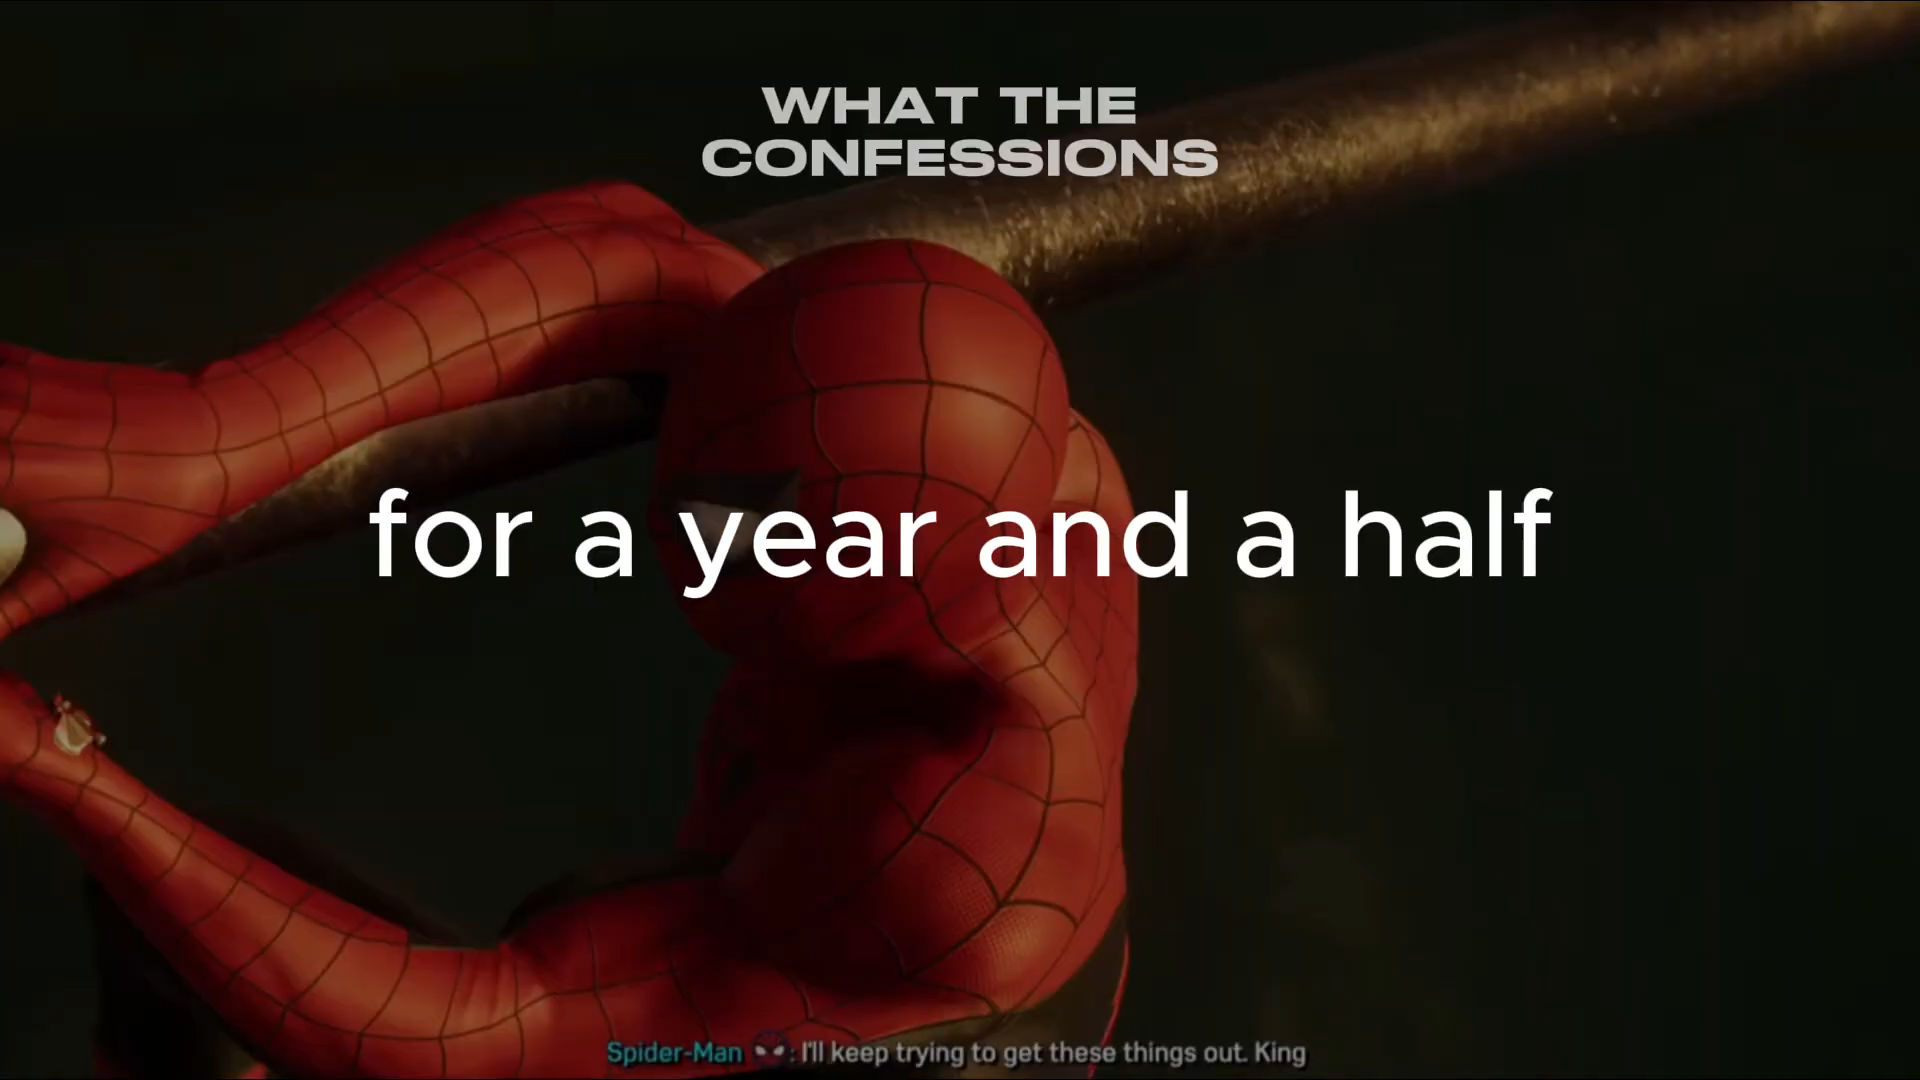 WHAT THE
CONFESSIONS
for a year and a half
Spider-Man : I'll keep trying to get these things out. King